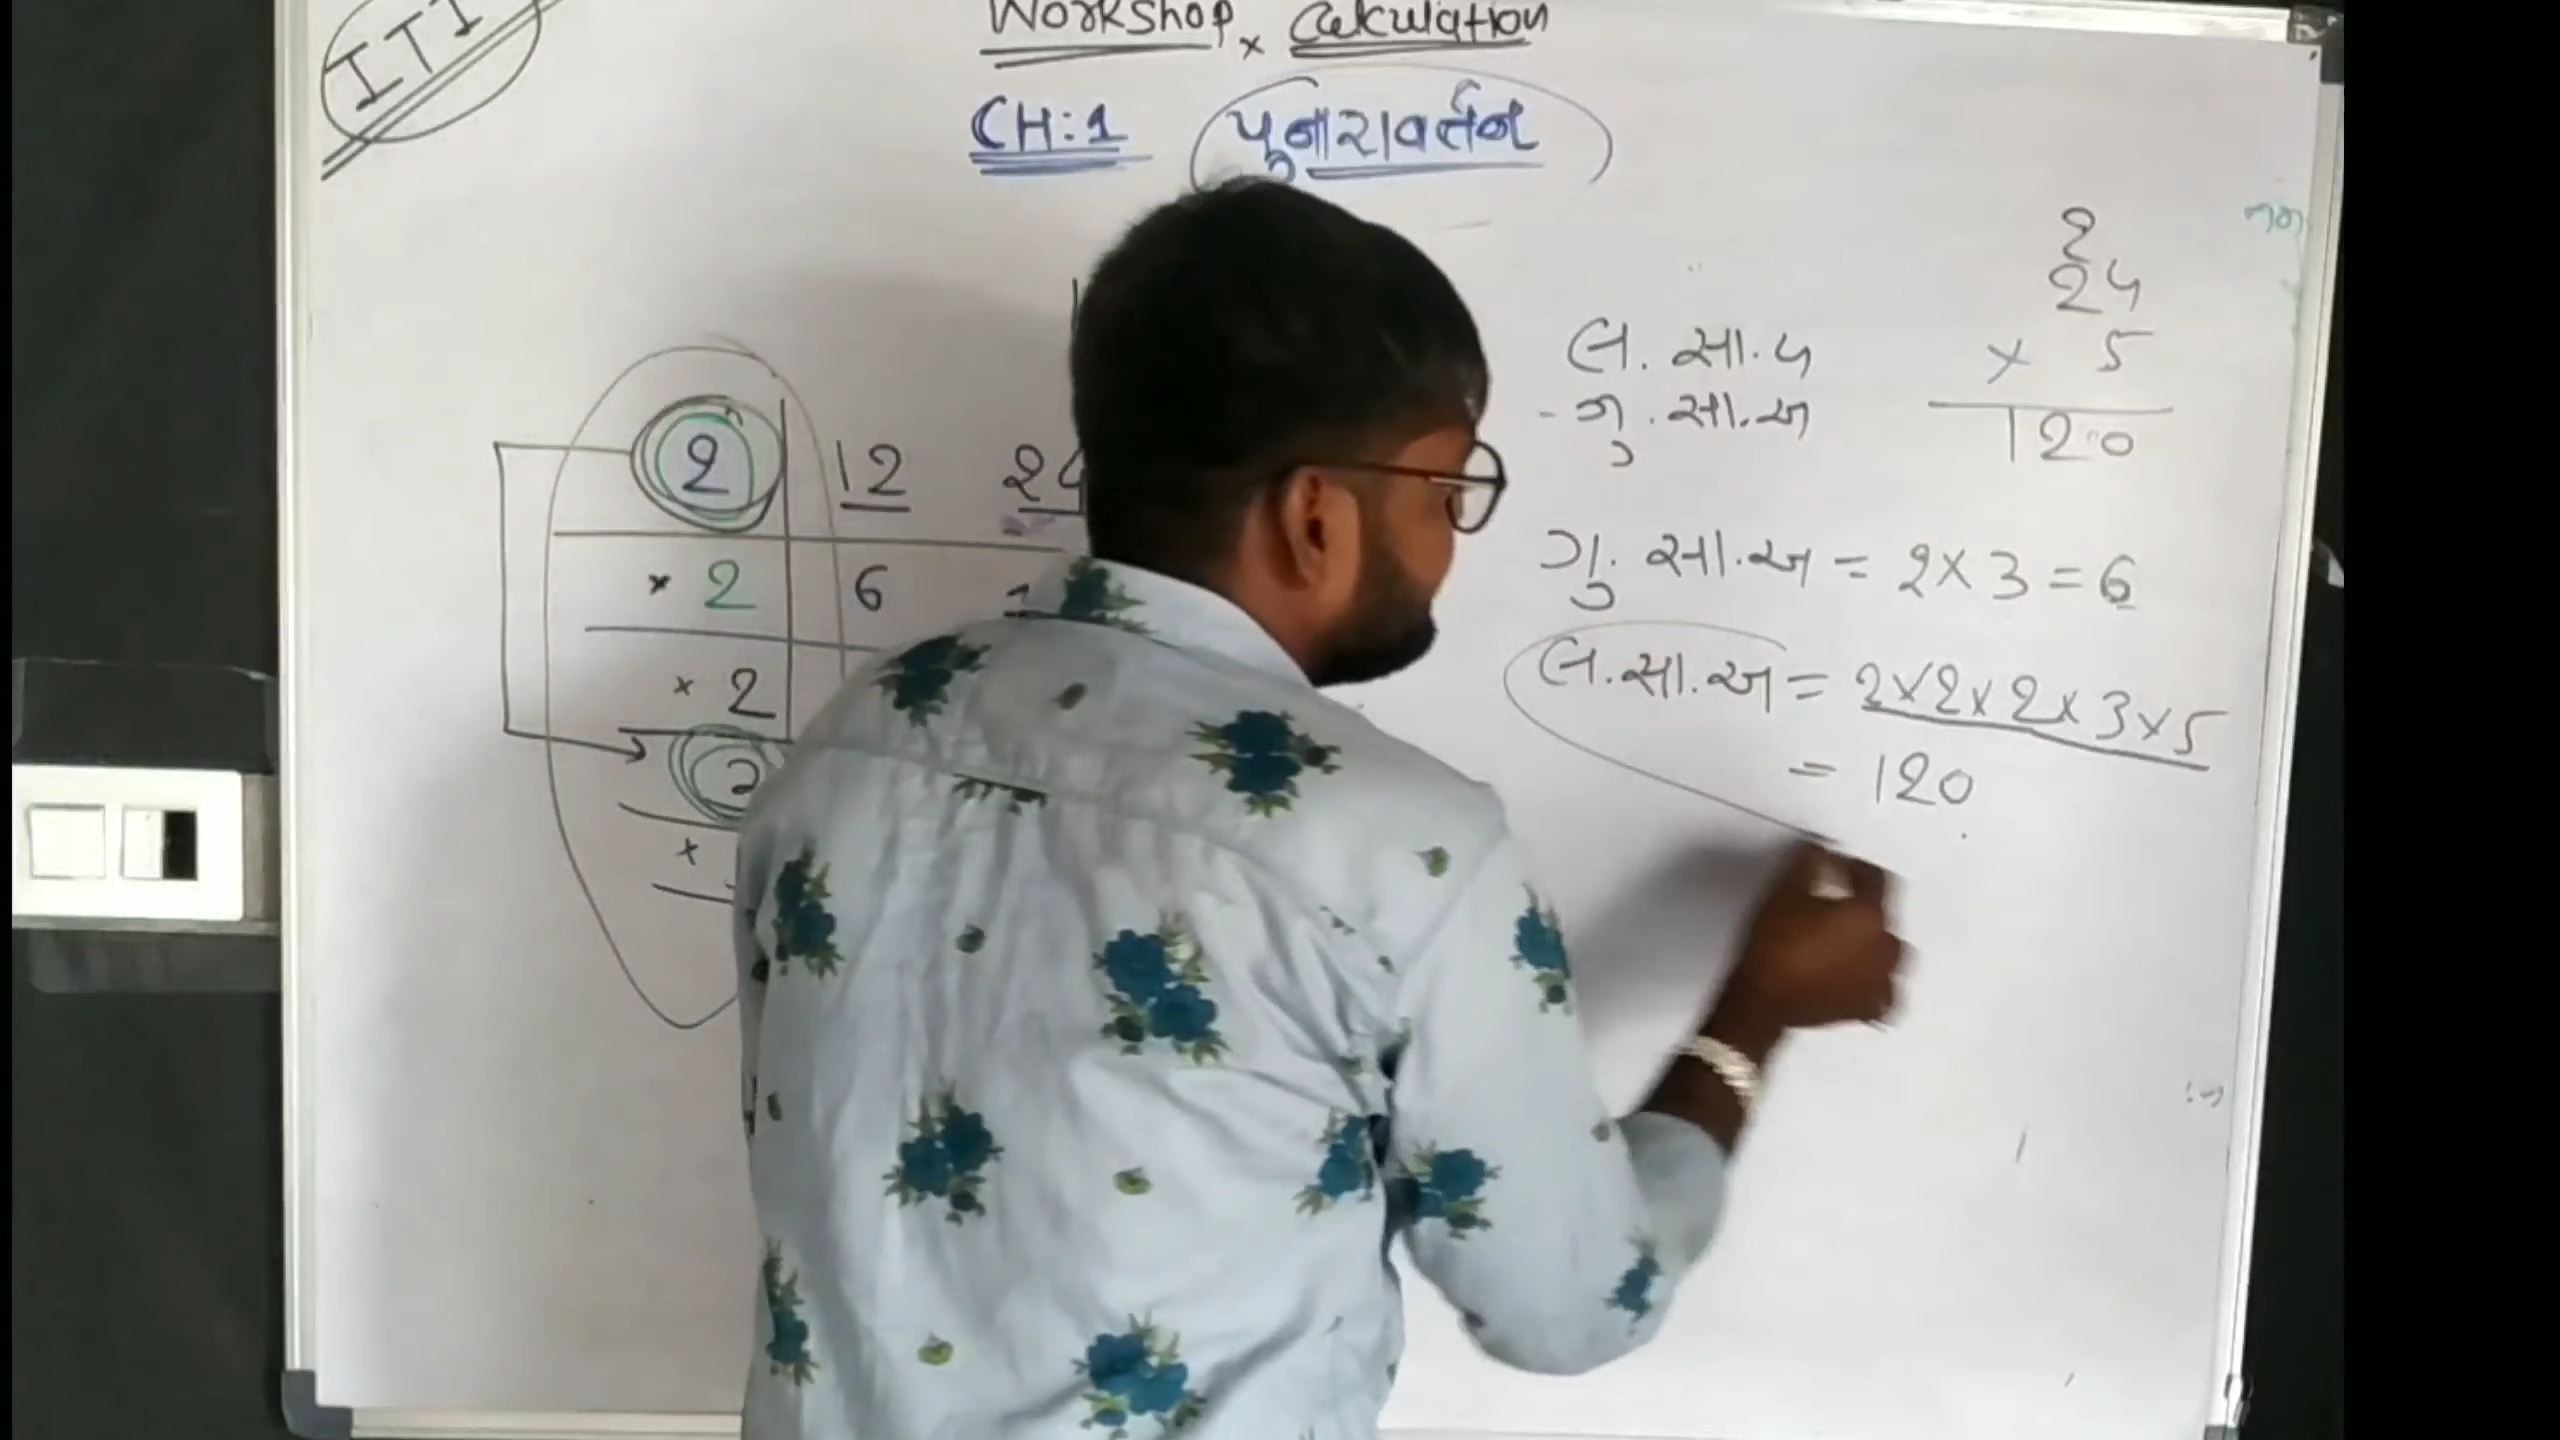 ITI
Workshop Calculation
CH:1 પુનારાવર્તન
2 12 24
× 2 6
× 2
2
×
લ. સા. પ
- ગુ. સા. અ
2
24
× 5
120
ગુ. સા. અ = 2 × 3 = 6
લ. સા. અ = 2 × 2 × 2 × 3 × 5
= 120